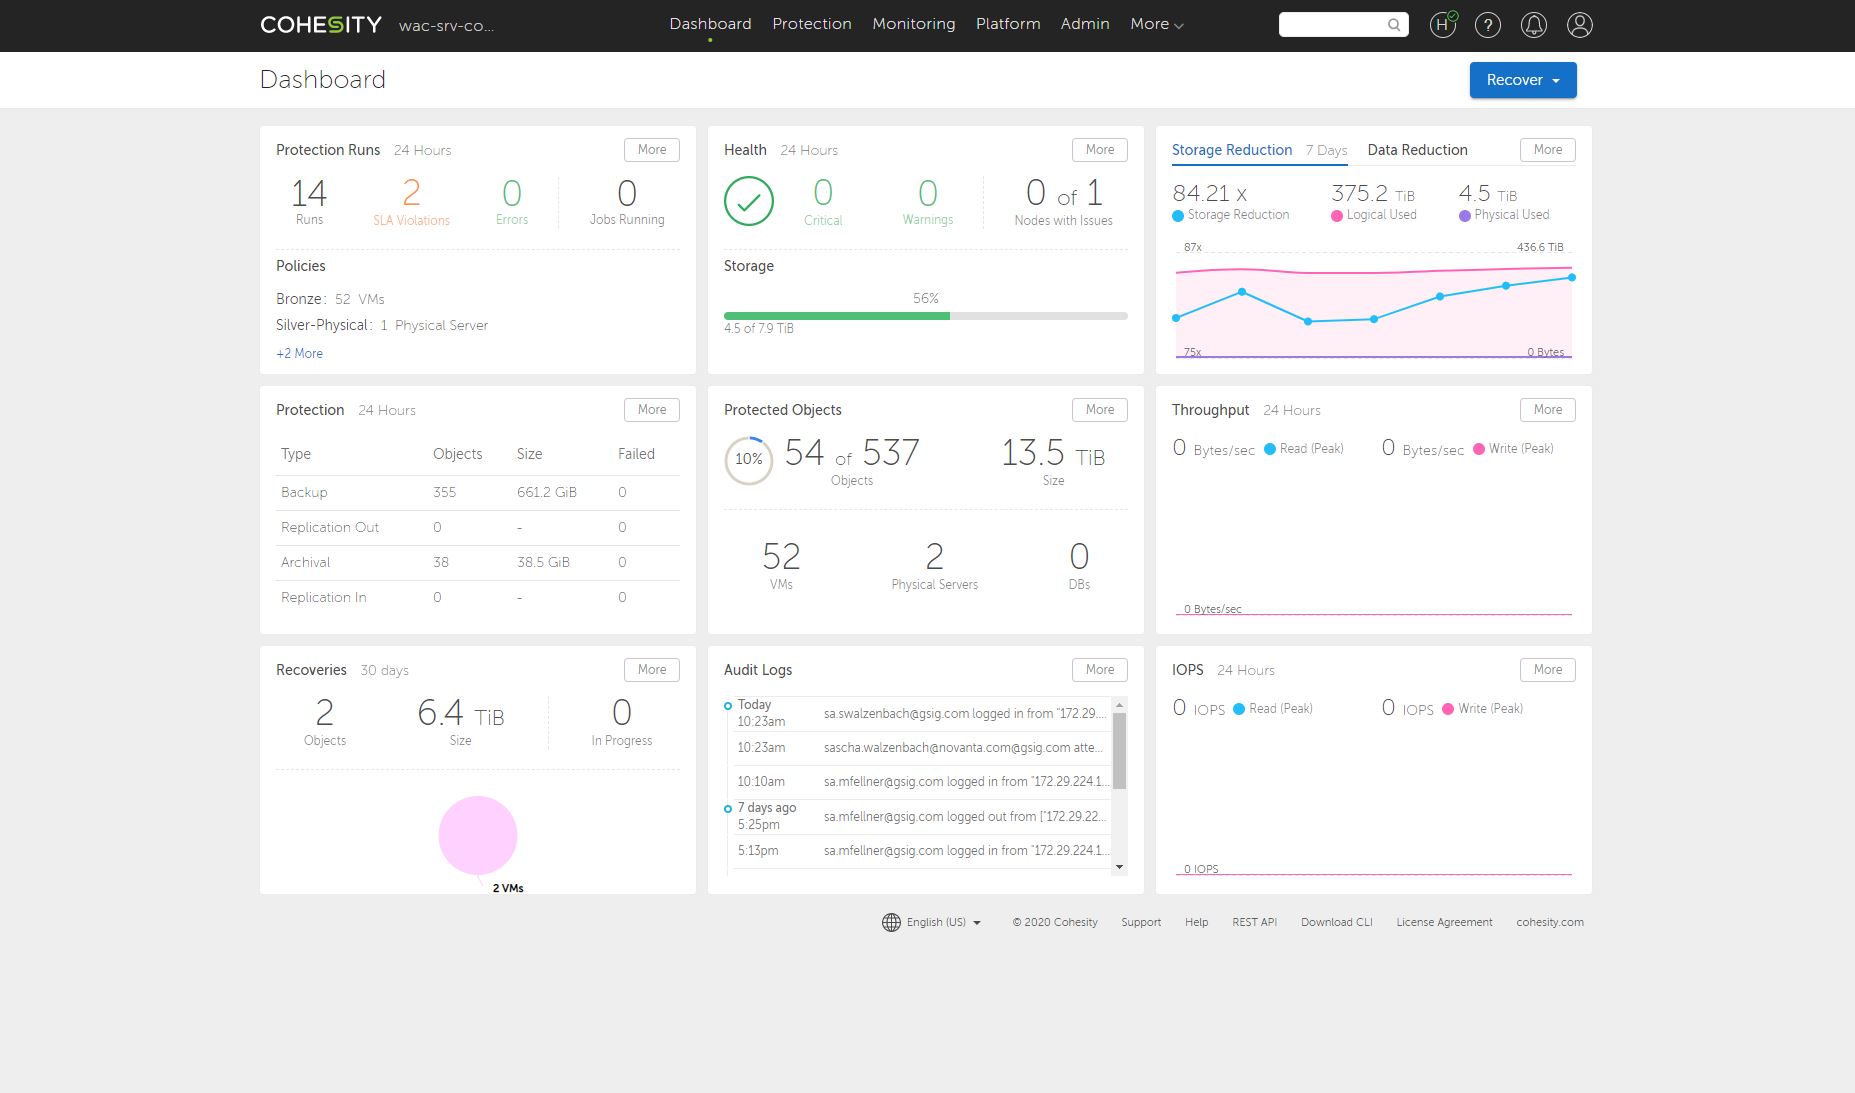 COHESITY wac-srv-co... Dashboard Protection Monitoring Platform Admin More H ?
Dashboard Recover
Protection Runs 24 Hours More
14 2 0 0
Runs SLA Violations Errors Jobs Running
Policies
Bronze: 52 VMs
Silver-Physical: 1 Physical Server
+2 More
Health 24 Hours More
0 0 0 of 1
Critical Warnings Nodes with Issues
Storage
56%
4.5 of 7.9 TiB
Storage Reduction 7 Days Data Reduction More
84.21 x 375.2 TiB 4.5 TiB
Storage Reduction Logical Used Physical Used
87x 436.6 TiB
75x 0 Bytes
Protection 24 Hours More
Type Objects Size Failed
Backup 355 661.2 GiB 0
Replication Out 0 - 0
Archival 38 38.5 GiB 0
Replication In 0 - 0
Protected Objects More
10% 54 of 537 13.5 TiB
Objects Size
52 2 0
VMs Physical Servers DBs
Throughput 24 Hours More
0 Bytes/sec Read (Peak) 0 Bytes/sec Write (Peak)
0 Bytes/sec
Recoveries 30 days More
2 6.4 TiB 0
Objects Size In Progress
2 VMs
Audit Logs More
Today
10:23am sa.swalzenbach@gsig.com logged in from "172.29....
10:23am sascha.walzenbach@novanta.com@gsig.com atte...
10:10am sa.mfellner@gsig.com logged in from "172.29.224.1...
7 days ago
5:25pm sa.mfellner@gsig.com logged out from ["172.29.22...
5:13pm sa.mfellner@gsig.com logged in from "172.29.224.1...
IOPS 24 Hours More
0 IOPS Read (Peak) 0 IOPS Write (Peak)
0 IOPS
English (US) © 2020 Cohesity Support Help REST API Download CLI License Agreement cohesity.com